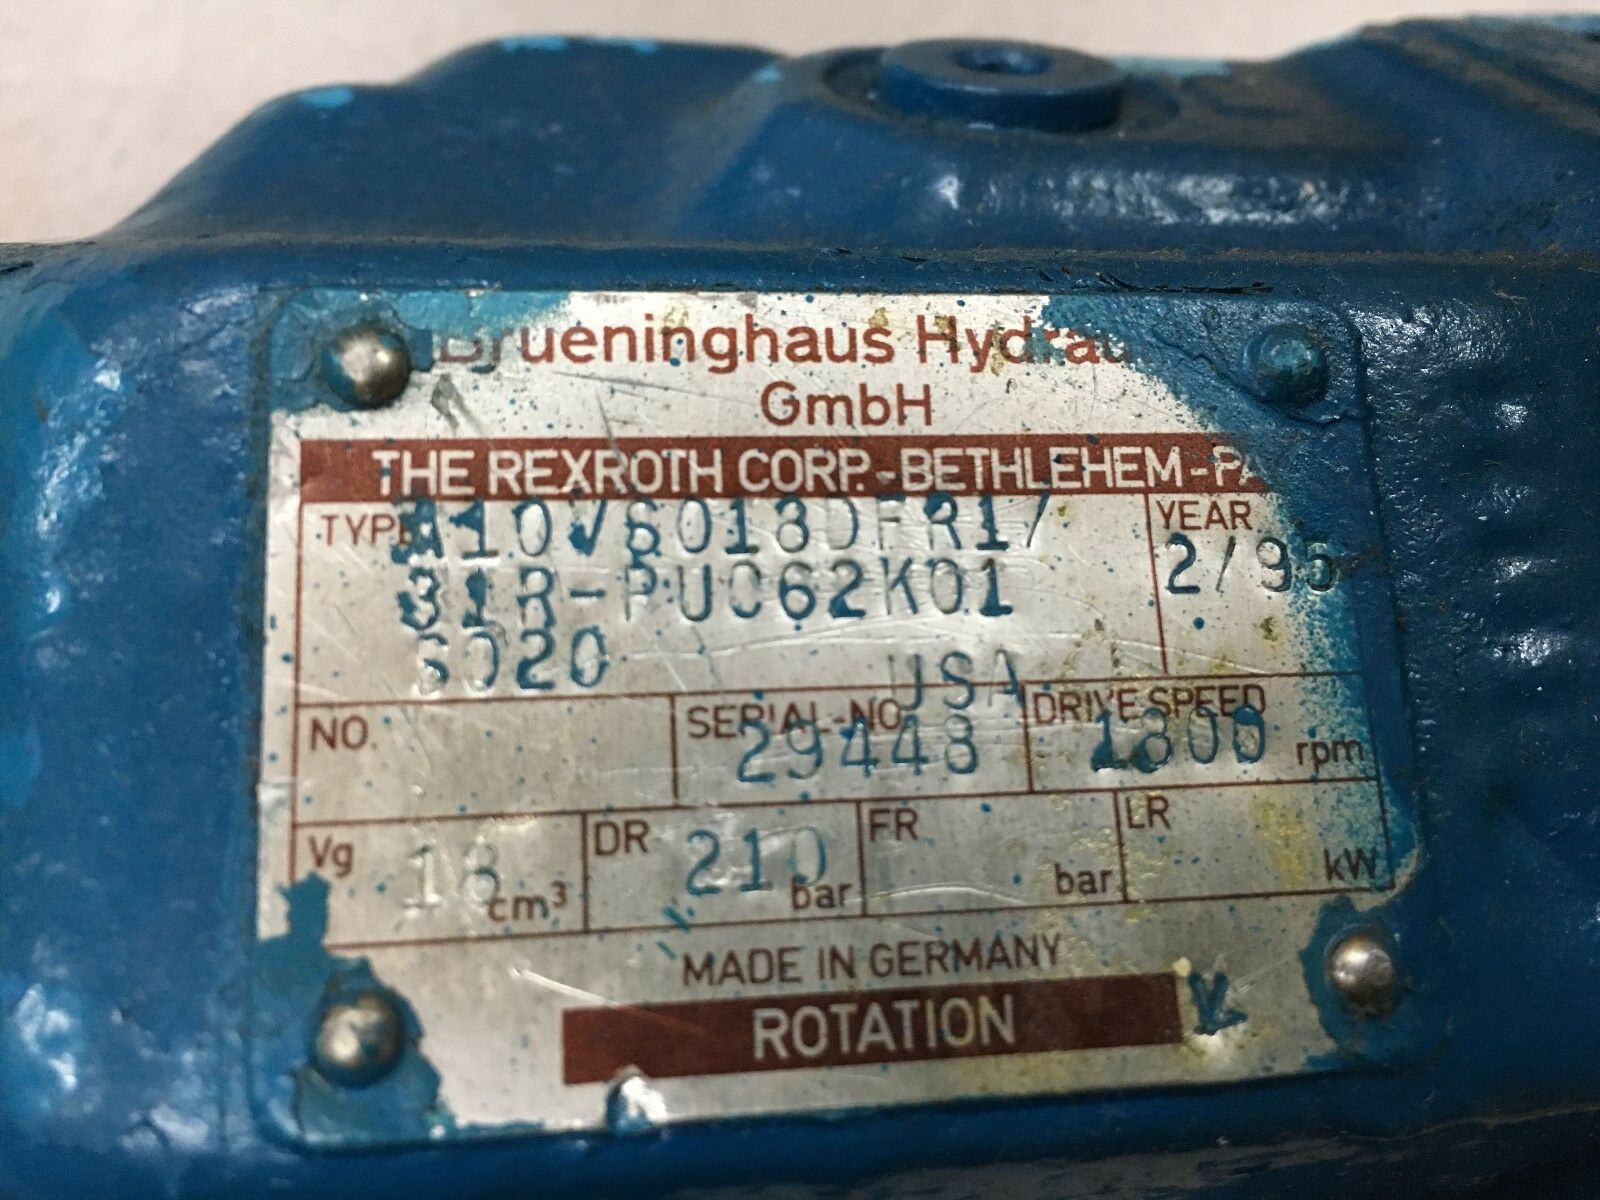 Brueninghaus Hydrau
GmbH
THE REXROTH CORP.-BETHLEHEM-PA
TYPE A10VS018DFR1/
31R-PUC62K01
S020 USA
YEAR
2/95
NO.
SERIAL-NO.
29448
DRIVE SPEED
1800 rpm
Vg 18 cm³
DR 210 bar
FR bar
LR kW
MADE IN GERMANY
ROTATION